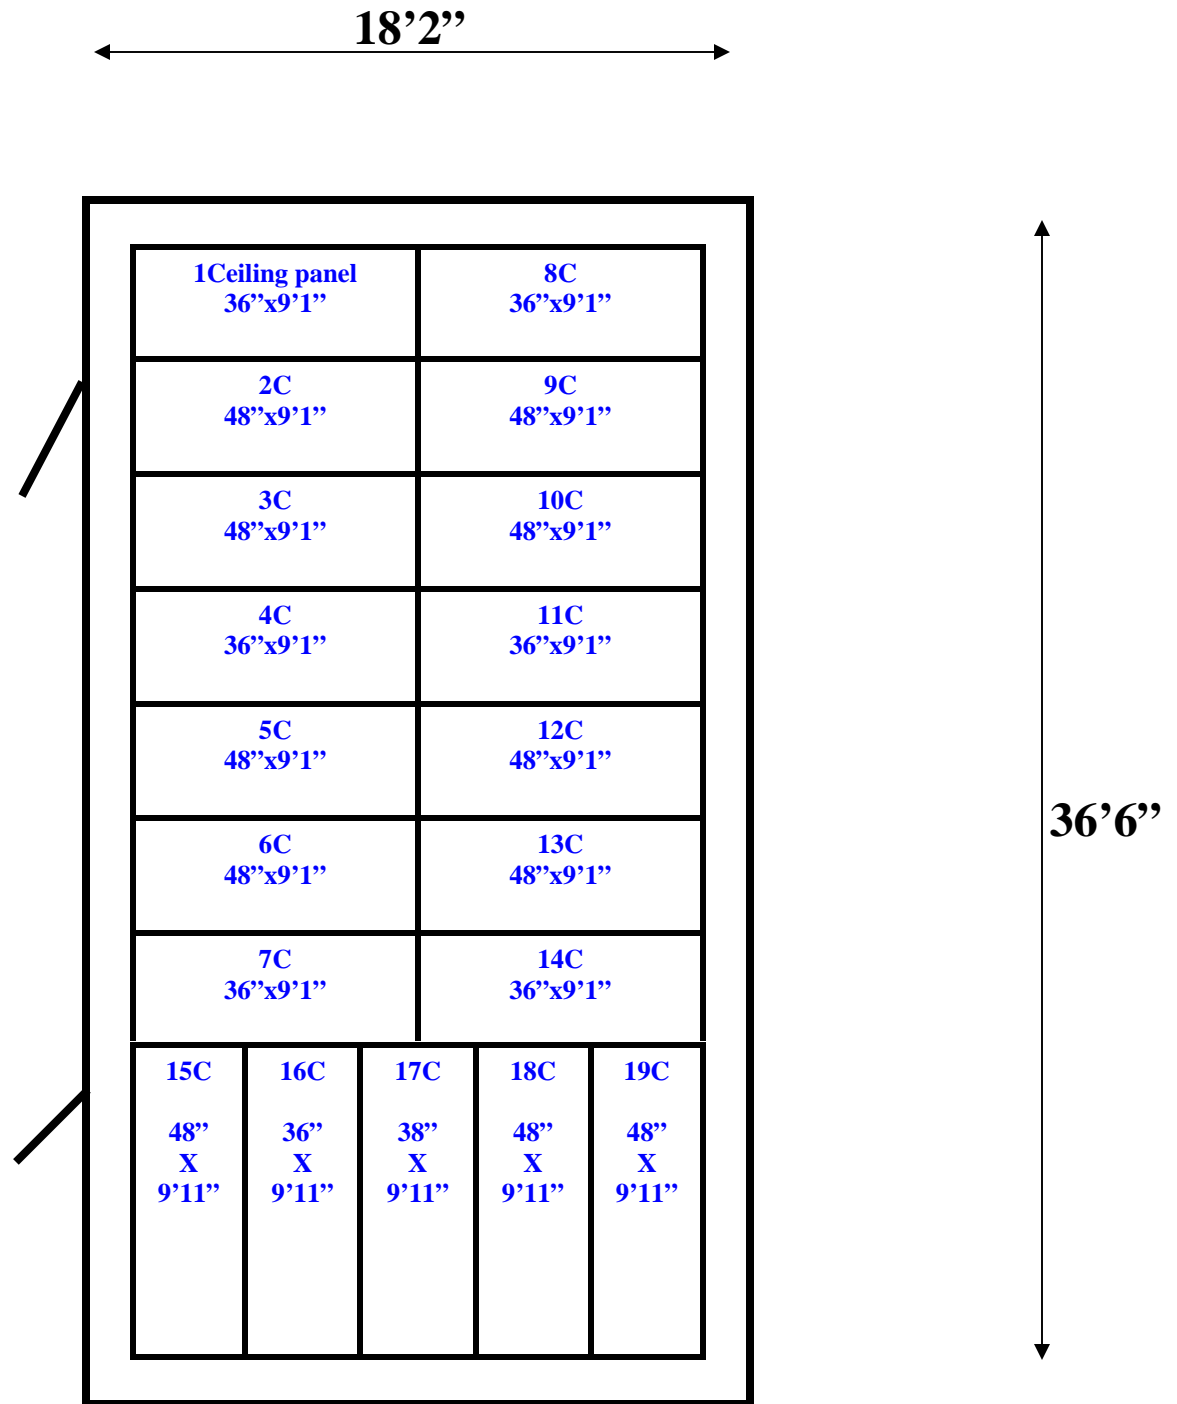 18’2”
1Ceiling panel
36”x9’1”
8C
36”x9’1”
2C
48”x9’1”
9C
48”x9’1”
3C
48”x9’1”
10C
48”x9’1”
4C
36”x9’1”
11C
36”x9’1”
5C
48”x9’1”
12C
48”x9’1”
36’6”
6C
48”x9’1”
13C
48”x9’1”
7C
36”x9’1”
14C
36”x9’1”
15C
48”
X
9’11”
16C
36”
X
9’11”
17C
38”
X
9’11”
18C
48”
X
9’11”
19C
48”
X
9’11”